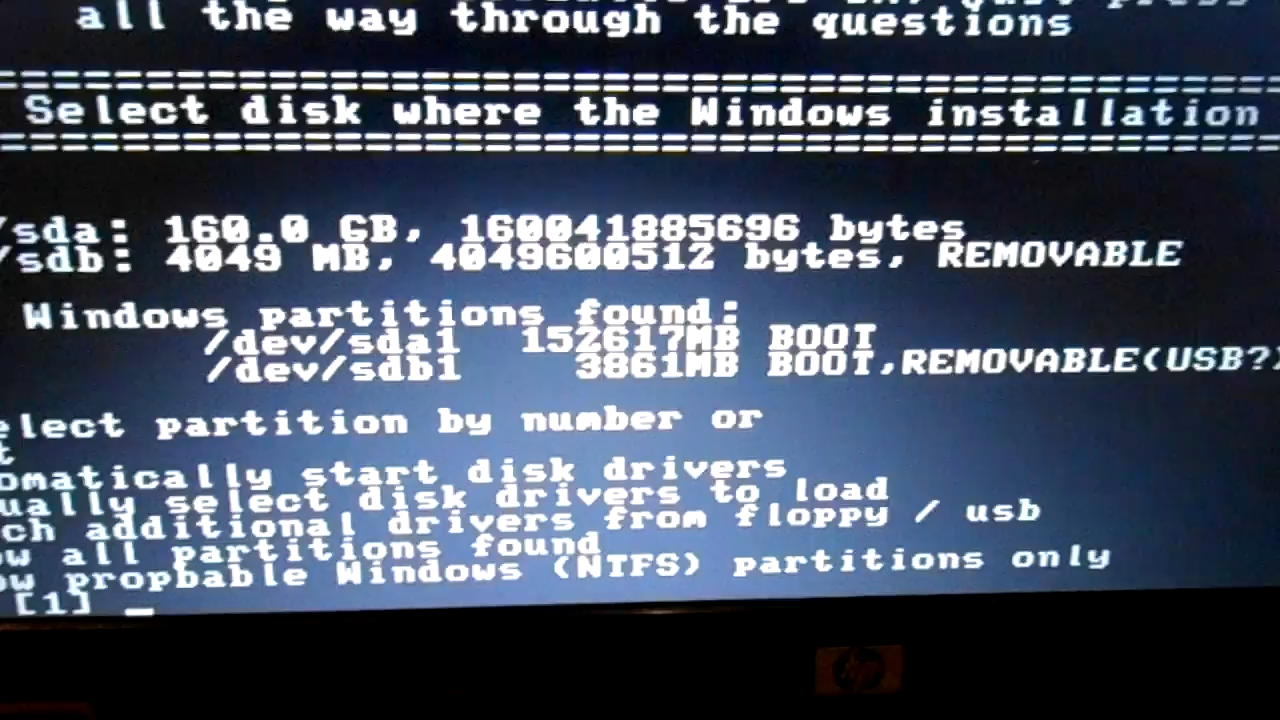 all the way through the questions
Select disk where the Windows installation
/sda: 160.0 GB, 160041885696 bytes
/sdb: 4049 MB, 4049600512 bytes, REMOVABLE
Windows partitions found:
/dev/sda1 152617MB BOOT
/dev/sdb1 3861MB BOOT,REMOVABLE(USB?)
elect partition by number or
t
omatically start disk drivers
ually select disk drivers to load
ch additional drivers from floppy / usb
ow all partitions found
ow propbable Windows (NTFS) partitions only
[1] _
hp